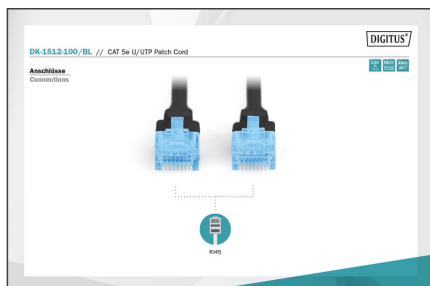 DIGITUS®
DK-1512-100/BL // CAT 5e U/UTP Patch Cord
Anschlüsse
Connections
RJ45